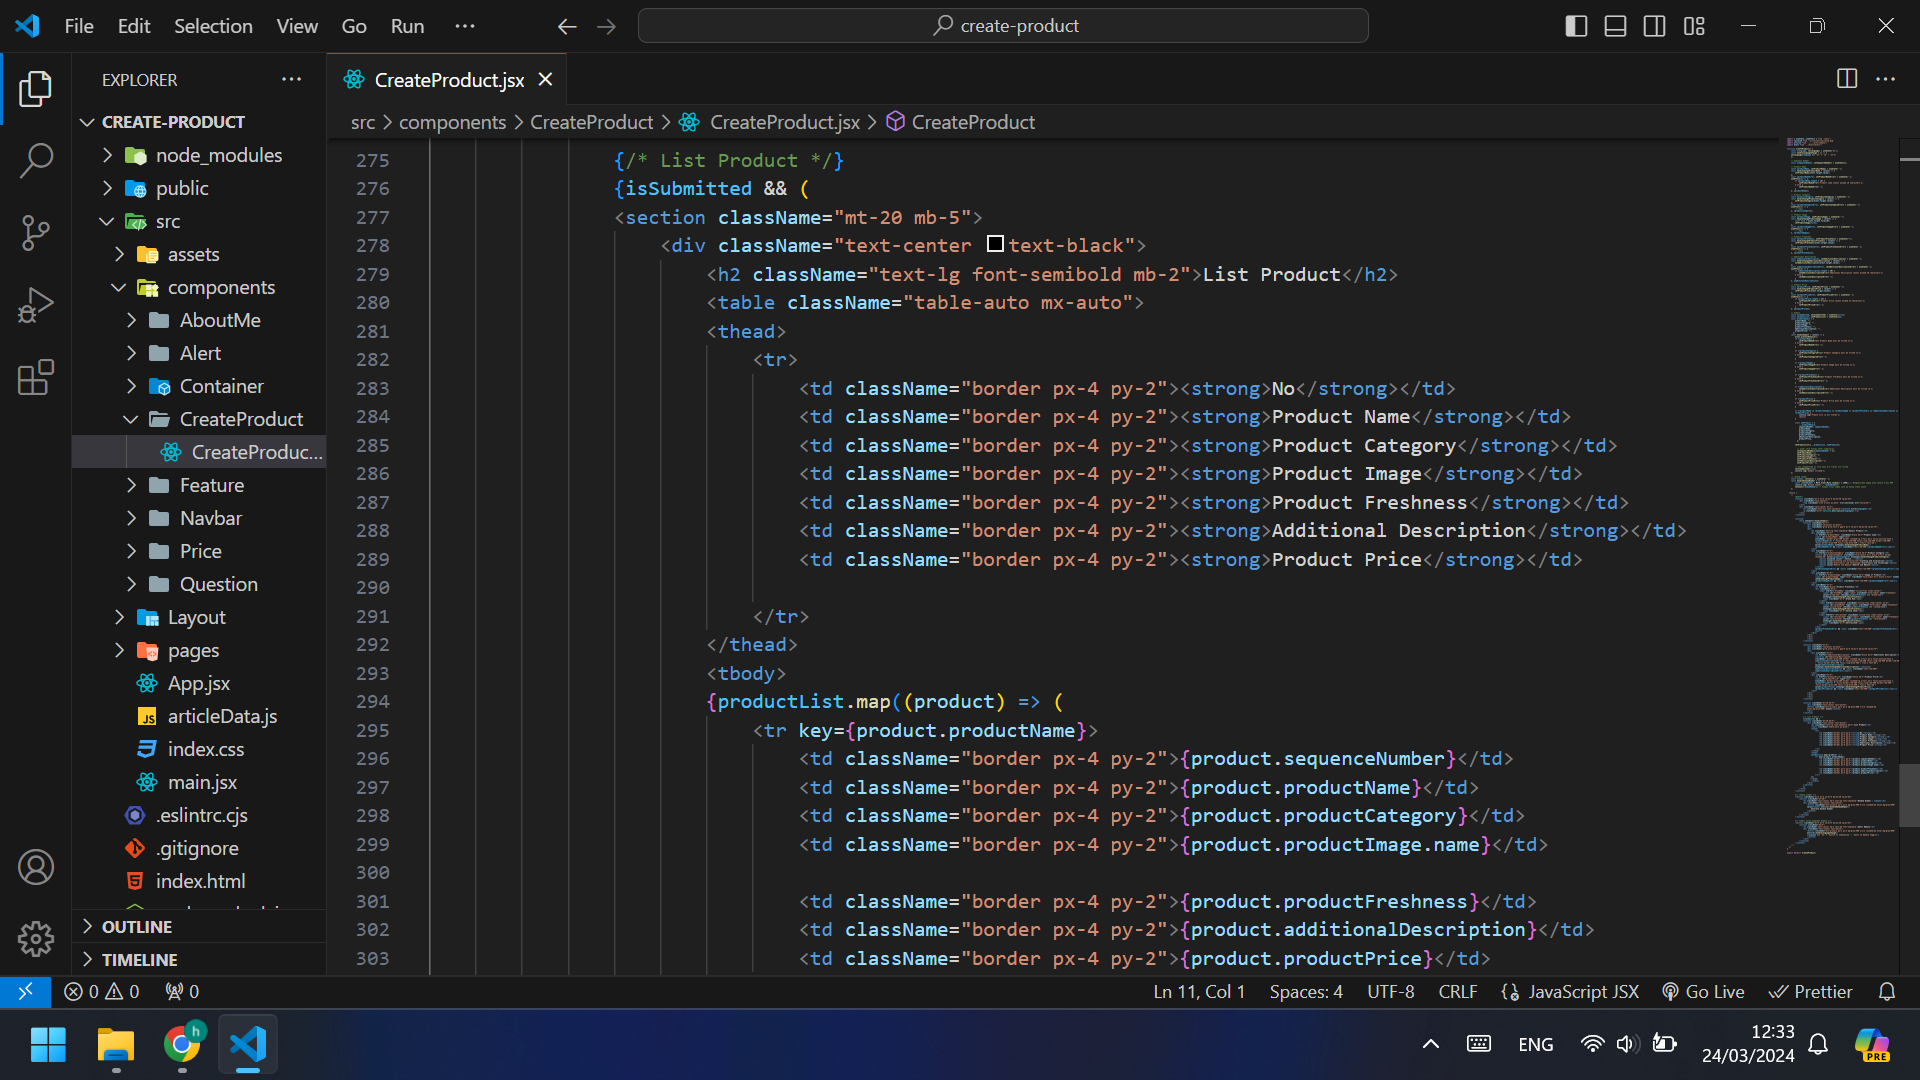 File Edit Selection View Go Run ···
create-product
EXPLORER
CreateProduct.jsx
src > components > CreateProduct > CreateProduct.jsx > CreateProduct
CREATE-PRODUCT
node_modules
public
src
assets
components
AboutMe
Alert
Container
CreateProduct
CreateProduc...
Feature
Navbar
Price
Question
Layout
pages
App.jsx
JS articleData.js
index.css
main.jsx
.eslintrc.cjs
.gitignore
index.html
OUTLINE
TIMELINE
275 {/* List Product */}
276 {isSubmitted && (
277 <section className="mt-20 mb-5">
278 <div className="text-center text-black">
279 <h2 className="text-lg font-semibold mb-2">List Product</h2>
280 <table className="table-auto mx-auto">
281 <thead>
282 <tr>
283 <td className="border px-4 py-2"><strong>No</strong></td>
284 <td className="border px-4 py-2"><strong>Product Name</strong></td>
285 <td className="border px-4 py-2"><strong>Product Category</strong></td>
286 <td className="border px-4 py-2"><strong>Product Image</strong></td>
287 <td className="border px-4 py-2"><strong>Product Freshness</strong></td>
288 <td className="border px-4 py-2"><strong>Additional Description</strong></td>
289 <td className="border px-4 py-2"><strong>Product Price</strong></td>
290
291 </tr>
292 </thead>
293 <tbody>
294 {productList.map((product) => (
295 <tr key={product.productName}>
296 <td className="border px-4 py-2">{product.sequenceNumber}</td>
297 <td className="border px-4 py-2">{product.productName}</td>
298 <td className="border px-4 py-2">{product.productCategory}</td>
299 <td className="border px-4 py-2">{product.productImage.name}</td>
300
301 <td className="border px-4 py-2">{product.productFreshness}</td>
302 <td className="border px-4 py-2">{product.additionalDescription}</td>
303 <td className="border px-4 py-2">{product.productPrice}</td>
0 0 0
Ln 11, Col 1 Spaces: 4 UTF-8 CRLF JavaScript JSX Go Live Prettier
h
ENG
12:33
24/03/2024
PRE